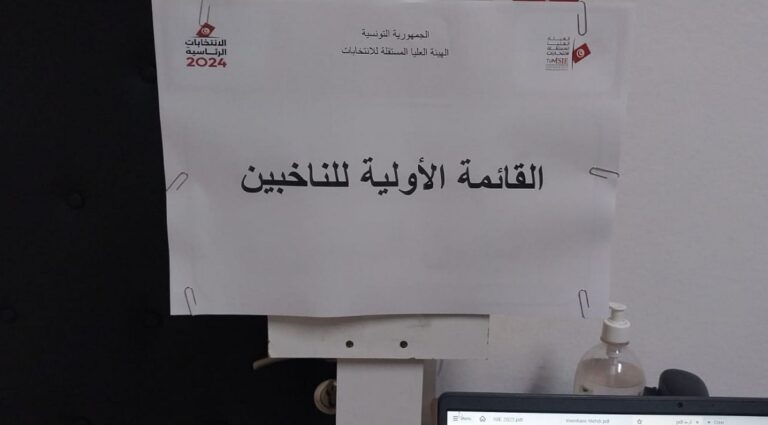 الانتخابات
الرئاسية
2024
الجمهورية التونسية
الهيئة العليا المستقلة للانتخابات
القائمة الأولية للناخبين